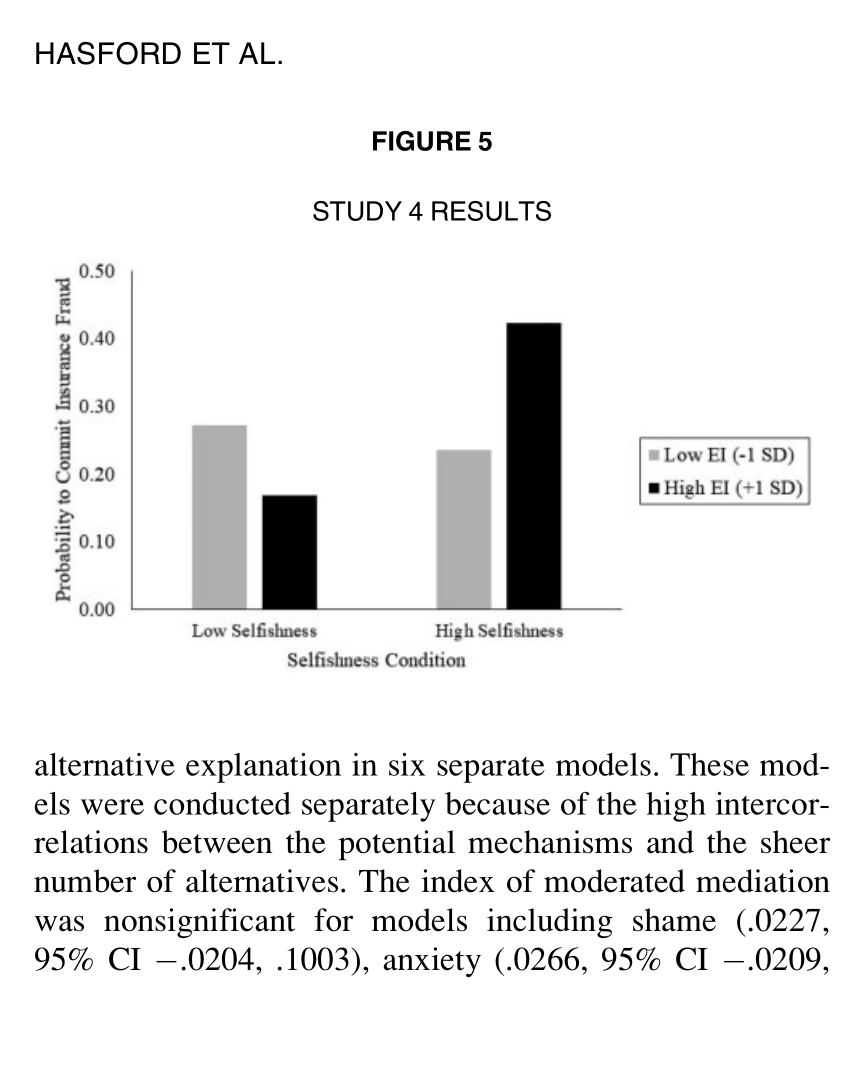 HASFORD ET AL.
FIGURE 5
STUDY 4 RESULTS
Probability to Commit Insurance Fraud
0.50
0.40
0.30
0.20
0.10
0.00
Low Selfishness High Selfishness
Selfishness Condition
Low EI (-1 SD)
High EI (+1 SD)
alternative explanation in six separate models. These mod-
els were conducted separately because of the high intercor-
relations between the potential mechanisms and the sheer
number of alternatives. The index of moderated mediation
was nonsignificant for models including shame (.0227,
95% CI −.0204, .1003), anxiety (.0266, 95% CI −.0209,